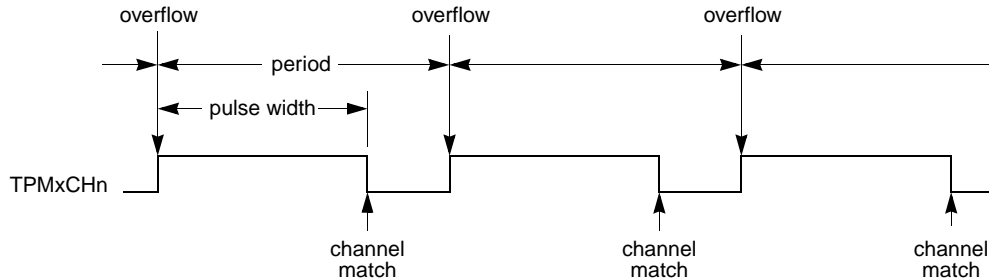 overflow
overflow
overflow
period
pulse width
TPMxCHn
channel
match
channel
match
channel
match